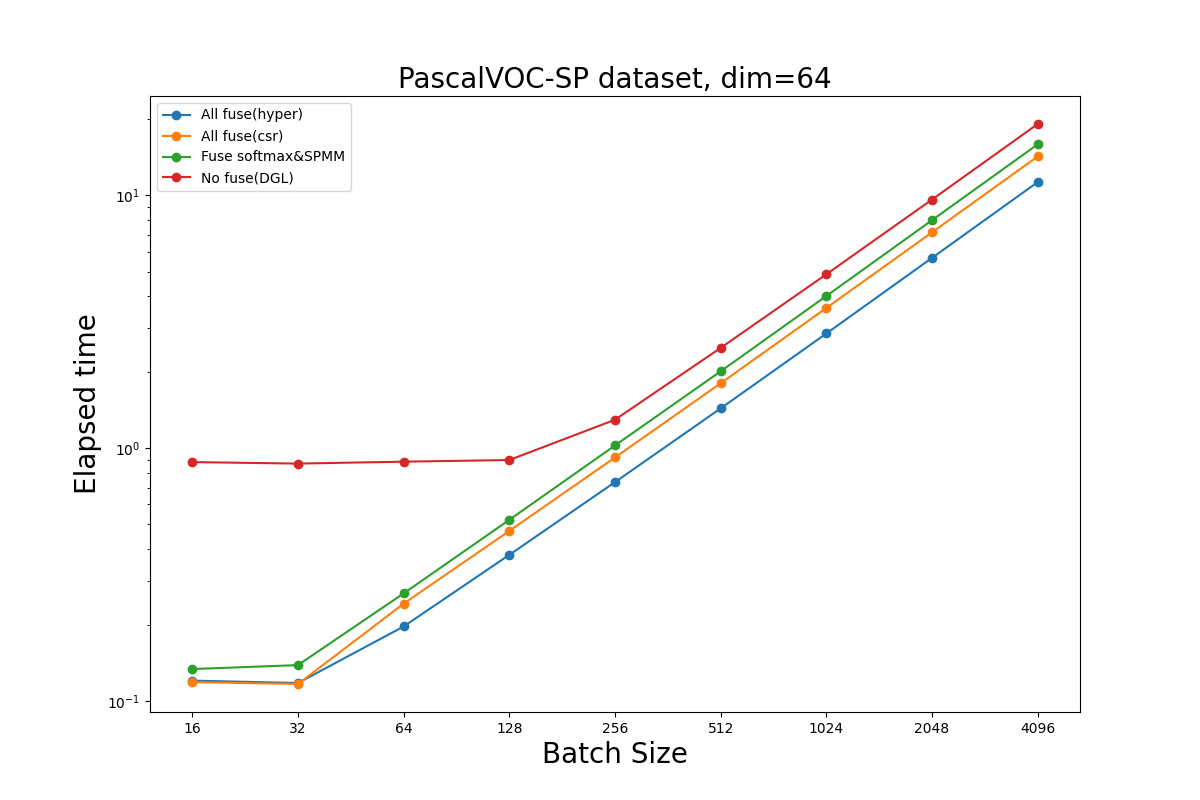 PascalVOC-SP dataset, dim=64
All fuse(hyper)
All fuse(csr)
Fuse softmax&SPMM
No fuse(DGL)
10¹
10⁰
10⁻¹
Elapsed time
16 32 64 128 256 512 1024 2048 4096
Batch Size